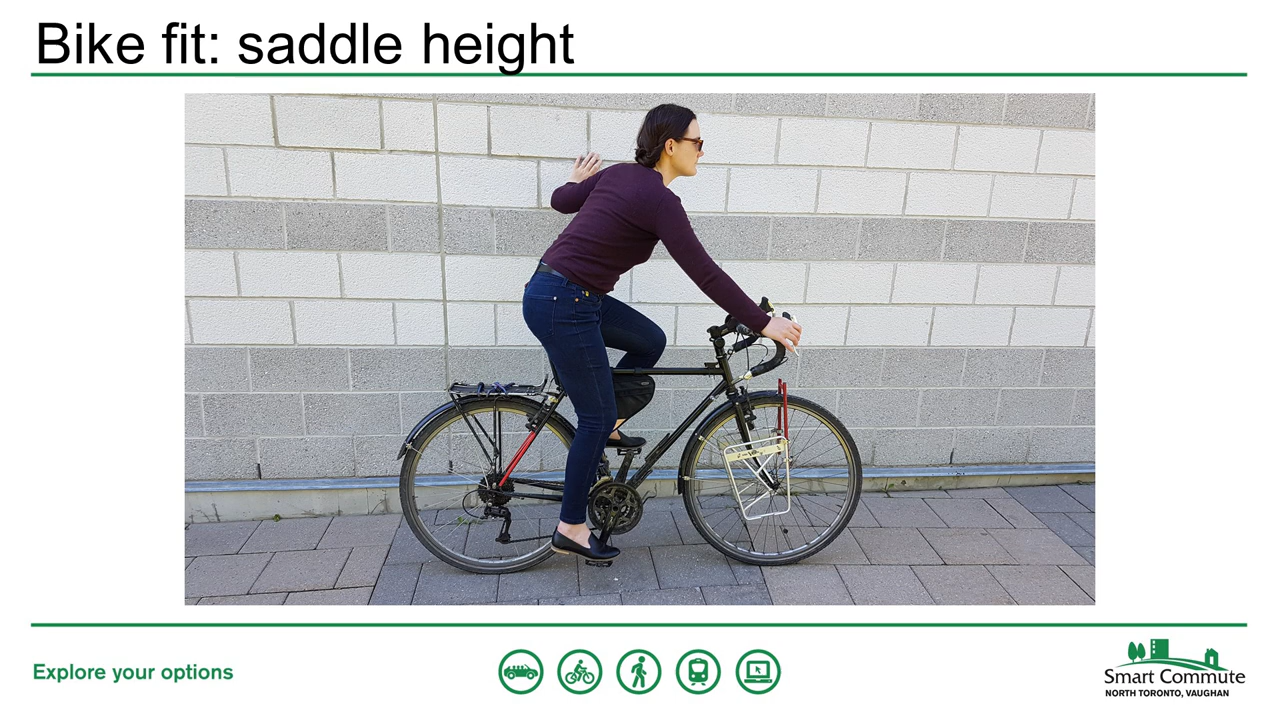 Bike fit: saddle height
Explore your options
Smart Commute
NORTH TORONTO, VAUGHAN